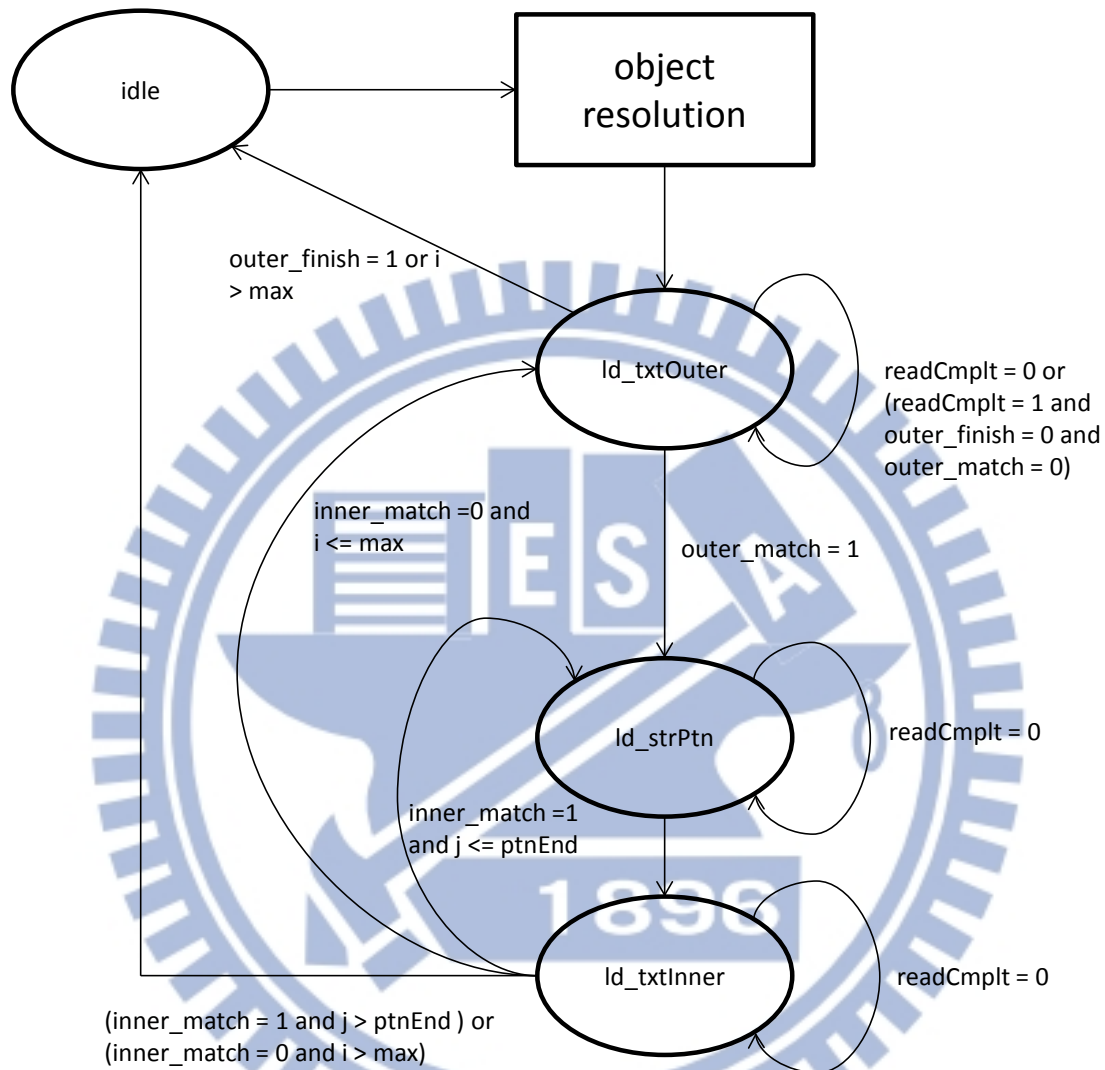 idle
object
resolution
outer_finish = 1 or i
> max
ld_txtOuter
readCmplt = 0 or
(readCmplt = 1 and
outer_finish = 0 and
outer_match = 0)
inner_match =0 and
i <= max
outer_match = 1
ES
A
ld_strPtn
readCmplt = 0
inner_match =1
and j <= ptnEnd
1896
ld_txtInner
readCmplt = 0
(inner_match = 1 and j > ptnEnd ) or
(inner_match = 0 and i > max)